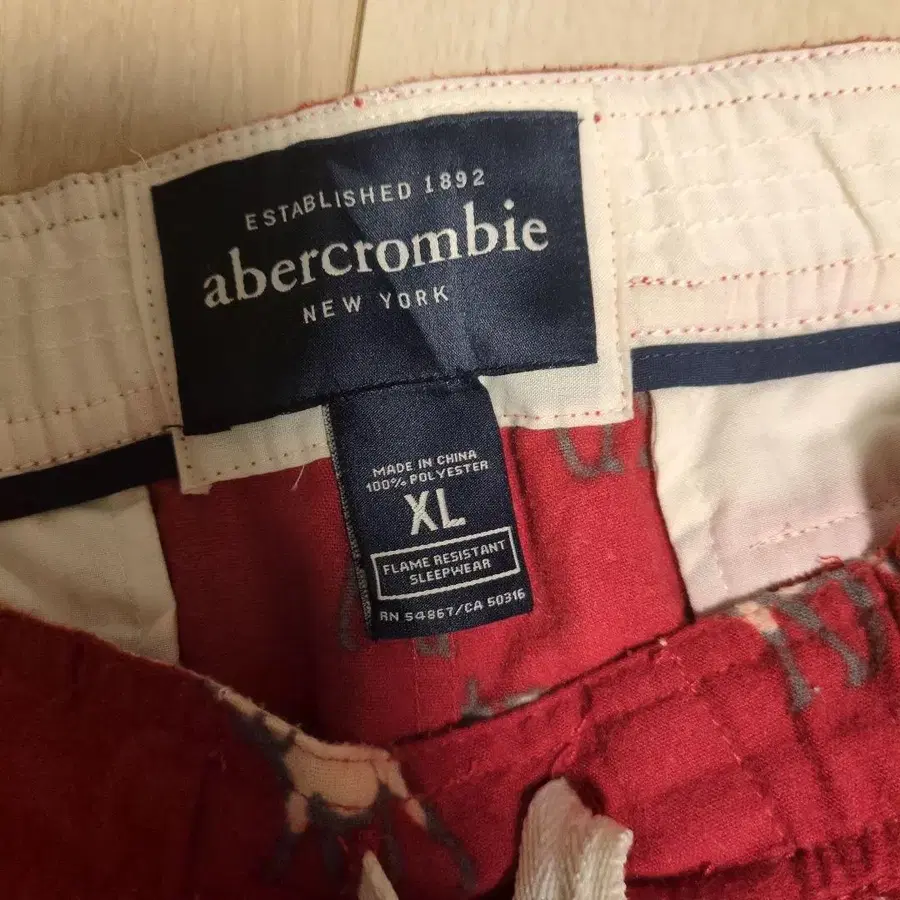 ESTABLISHED 1892
abercrombie
NEW YORK
MADE IN CHINA
100% POLYESTER
XL
FLAME RESISTANT
SLEEPWEAR
RN 54867/CA 50316